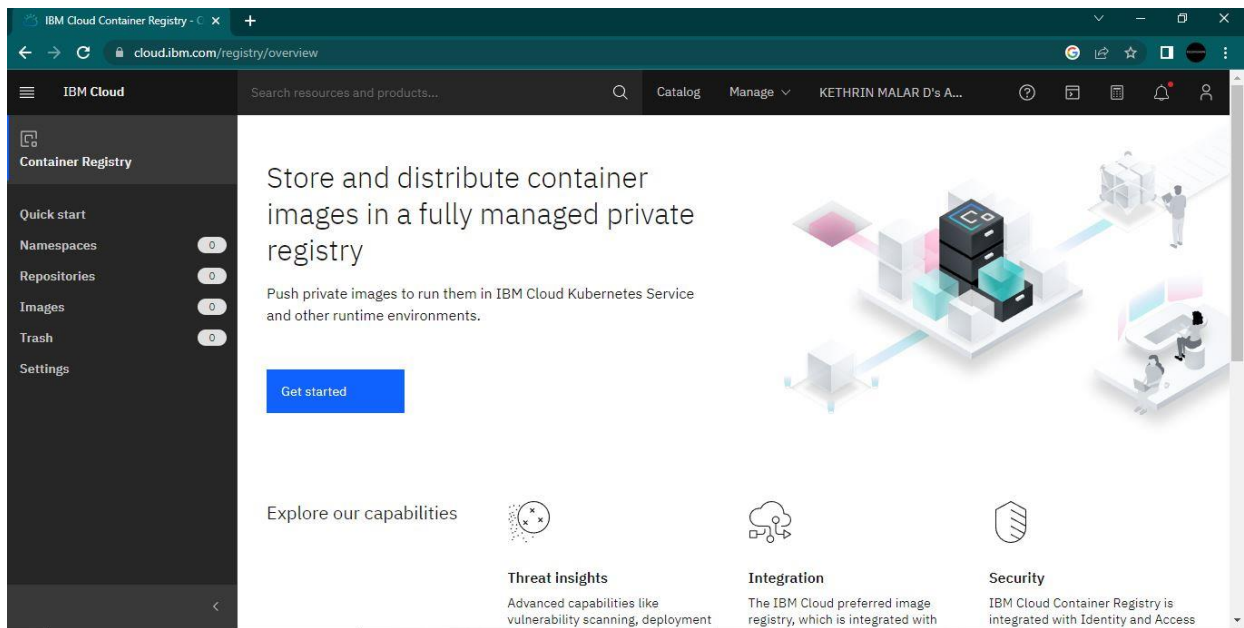 IBM Cloud Container Registry - C
cloud.ibm.com/registry/overview
IBM Cloud
Search resources and products...
Catalog
Manage
KETHRIN MALAR D's A...
Container Registry
Quick start
Namespaces 0
Repositories 0
Images 0
Trash 0
Settings
Store and distribute container
images in a fully managed private
registry
Push private images to run them in IBM Cloud Kubernetes Service
and other runtime environments.
Get started
Explore our capabilities
Threat insights
Advanced capabilities like
vulnerability scanning, deployment
Integration
The IBM Cloud preferred image
registry, which is integrated with
Security
IBM Cloud Container Registry is
integrated with Identity and Access